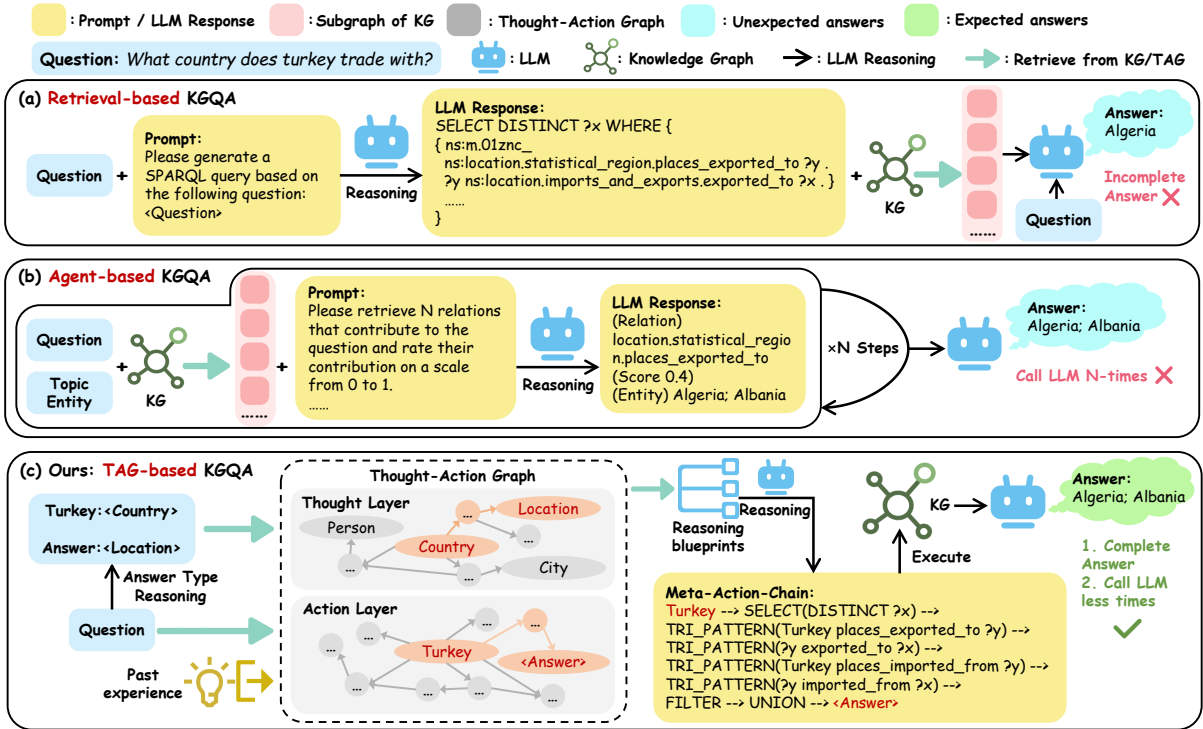 : Prompt / LLM Response
: Subgraph of KG
: Thought-Action Graph
: Unexpected answers
: Expected answers
Question: What country does turkey trade with?
: LLM
: Knowledge Graph
: LLM Reasoning
: Retrieve from KG/TAG
(a) Retrieval-based KGQA
Question
+
Prompt:
Please generate a
SPARQL query based on
the following question:
<Question>
Reasoning
LLM Response:
SELECT DISTINCT ?x WHERE {
{ ns:m.01znc_
ns:location.statistical_region.places_exported_to ?y .
?y ns:location.imports_and_exports.exported_to ?x . }
......
}
+
KG
......
Question
Answer:
Algeria
Incomplete
Answer
(b) Agent-based KGQA
Question
Topic
Entity
+
KG
......
+
Prompt:
Please retrieve N relations
that contribute to the
question and rate their
contribution on a scale
from 0 to 1.
......
Reasoning
LLM Response:
(Relation)
location.statistical_regio
n.places_exported_to
(Score 0.4)
(Entity) Algeria; Albania
×N Steps
Answer:
Algeria; Albania
Call LLM N-times
(c) Ours: TAG-based KGQA
Turkey:<Country>
Answer:<Location>
Answer Type
Reasoning
Question
Past
experience
Thought-Action Graph
Thought Layer
Person
...
Location
Country
...
...
...
City
Action Layer
...
...
...
...
Turkey
<Answer>
...
...
...
...
Reasoning
blueprints
Reasoning
Meta-Action-Chain:
Turkey --> SELECT(DISTINCT ?x) -->
TRI_PATTERN(Turkey places_exported_to ?y) -->
TRI_PATTERN(?y exported_to ?x) -->
TRI_PATTERN(Turkey places_imported_from ?y) -->
TRI_PATTERN(?y imported_from ?x) -->
FILTER --> UNION --> <Answer>
Execute
KG
Answer:
Algeria; Albania
1. Complete
Answer
2. Call LLM
less times